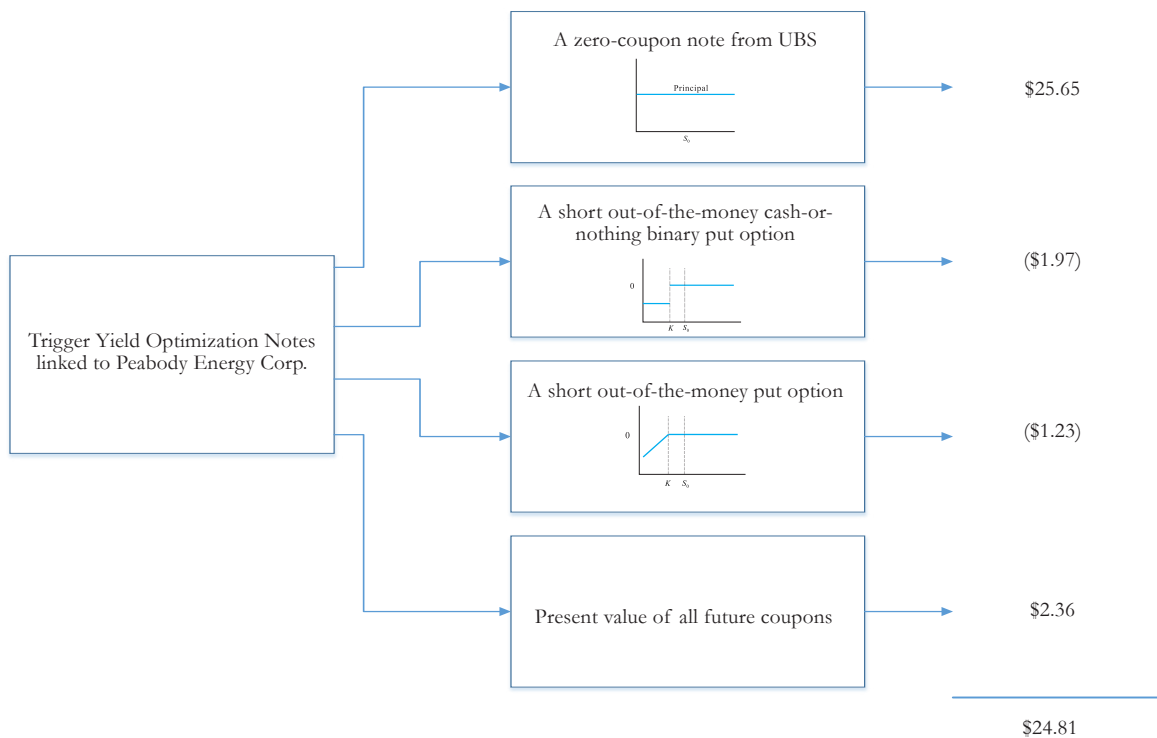 A zero-coupon note from UBS
Principal
S₀
$25.65
A short out-of-the-money cash-or-
nothing binary put option
0
K S₀
($1.97)
Trigger Yield Optimization Notes
linked to Peabody Energy Corp.
A short out-of-the-money put option
0
K S₀
($1.23)
Present value of all future coupons
$2.36
$24.81